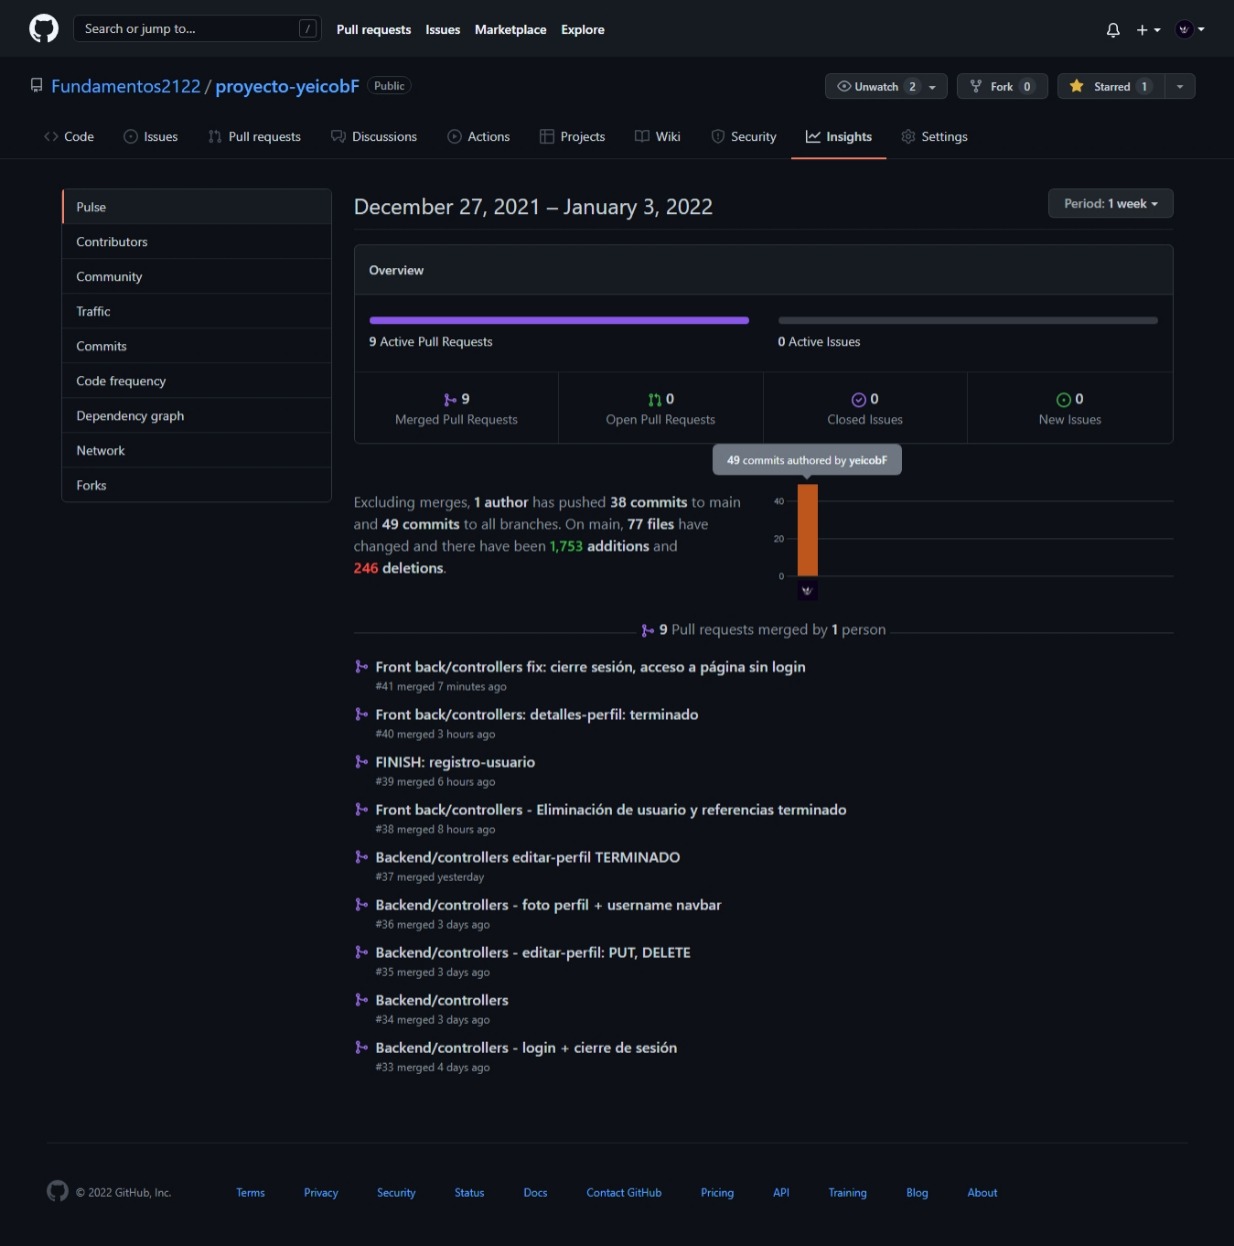 Search or jump to... /
Pull requests Issues Marketplace Explore
Fundamentos2122 / proyecto-yeicobF Public
Unwatch 2 Fork 0 Starred 1
Code Issues Pull requests Discussions Actions Projects Wiki Security Insights Settings
Pulse
Contributors
Community
Traffic
Commits
Code frequency
Dependency graph
Network
Forks
December 27, 2021 – January 3, 2022
Period: 1 week
Overview
9 Active Pull Requests
0 Active Issues
9
Merged Pull Requests
0
Open Pull Requests
0
Closed Issues
0
New Issues
49 commits authored by yeicobF
Excluding merges, 1 author has pushed 38 commits to main
and 49 commits to all branches. On main, 77 files have
changed and there have been 1,753 additions and
246 deletions.
40
20
0
9 Pull requests merged by 1 person
Front back/controllers fix: cierre sesión, acceso a página sin login
#41 merged 7 minutes ago
Front back/controllers: detalles-perfil: terminado
#40 merged 3 hours ago
FINISH: registro-usuario
#39 merged 6 hours ago
Front back/controllers - Eliminación de usuario y referencias terminado
#38 merged 8 hours ago
Backend/controllers editar-perfil TERMINADO
#37 merged yesterday
Backend/controllers - foto perfil + username navbar
#36 merged 3 days ago
Backend/controllers - editar-perfil: PUT, DELETE
#35 merged 3 days ago
Backend/controllers
#34 merged 3 days ago
Backend/controllers - login + cierre de sesión
#33 merged 4 days ago
© 2022 GitHub, Inc. Terms Privacy Security Status Docs Contact GitHub Pricing API Training Blog About